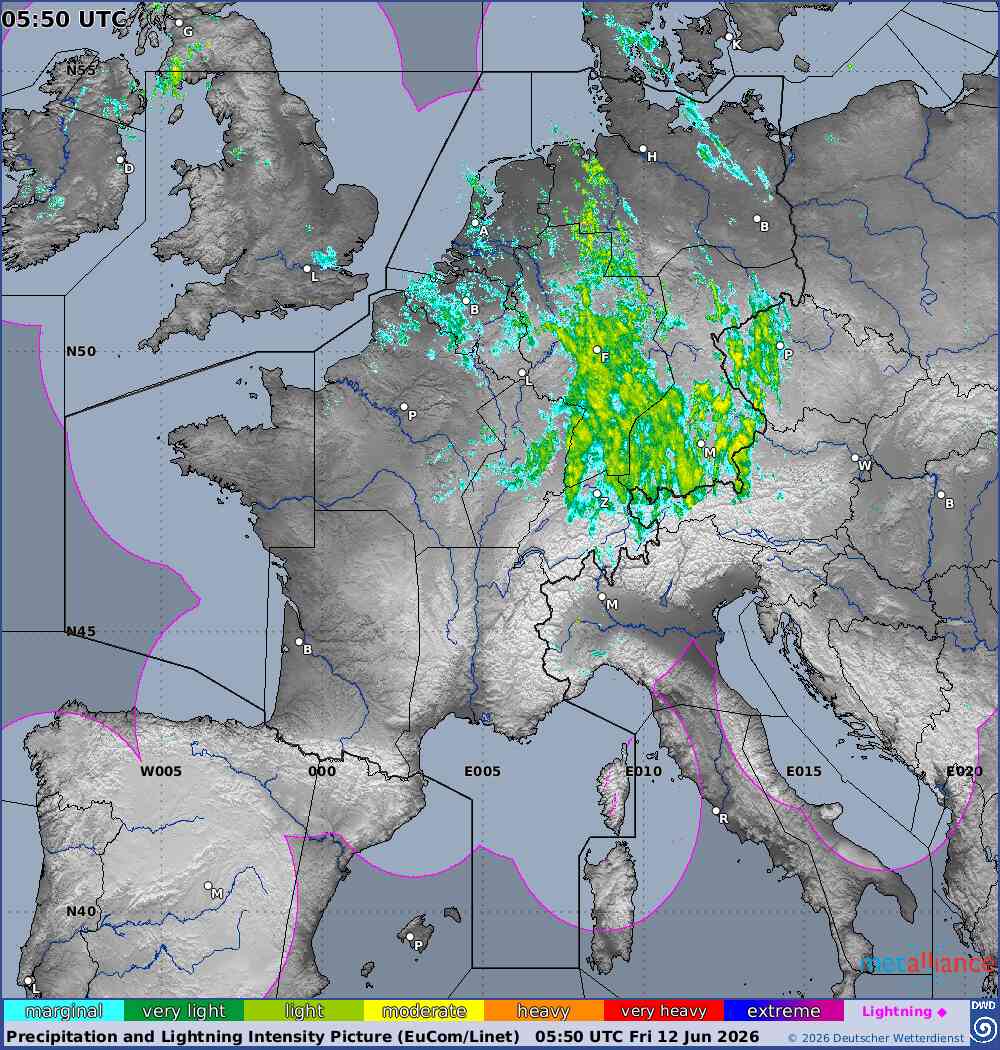 05:50 UTC
G
K
N55
H
D
A
B
L
B
N50
F
P
L
P
M
W
Z
B
M
N45
B
W005
000
E005
E010
E015
E020
R
M
N40
P
metalliance
L
marginal very light light moderate heavy very heavy extreme Lightning ◆
DWD
Precipitation and Lightning Intensity Picture (EuCom/Linet) 05:50 UTC Fri 12 Jun 2026 © 2026 Deutscher Wetterdienst